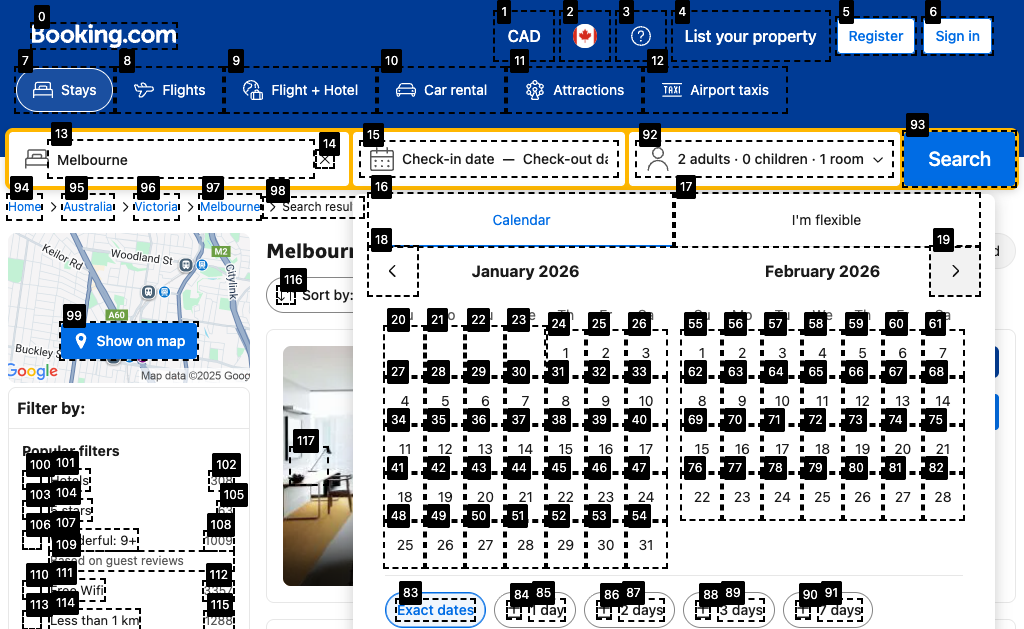 Booking.com
CAD
List your property
Register
Sign in
Stays
Flights
Flight + Hotel
Car rental
Attractions
Airport taxis
Melbourne
Check-in date — Check-out da
2 adults · 0 children · 1 room
Search
Home > Australia > Victoria > Melbourne > Search resul
Calendar
I'm flexible
January 2026
February 2026
1 2 3
4 5 6 7 8 9 10
11 12 13 14 15 16 17
18 19 20 21 22 23 24
25 26 27 28 29 30 31
1 2 3 4 5 6 7
8 9 10 11 12 13 14
15 16 17 18 19 20 21
22 23 24 25 26 27 28
Exact dates
1 day
2 days
3 days
7 days
Keilor Rd
Woodland St
M2
Citylink
A60
Buckley S
Show on map
Google
Map data ©2025 Goog
Melbourn
Sort by:
Filter by:
Popular filters
Hotels
308
5 stars
63
derful: 9+
1009
Based on guest reviews
Free Wifi
3357
Less than 1 km
1288
0
1
2
3
4
5
6
7
8
9
10
11
12
13
14
15
16
17
18
19
20
21
22
23
24
25
26
27
28
29
30
31
32
33
34
35
36
37
38
39
40
41
42
43
44
45
46
47
48
49
50
51
52
53
54
55
56
57
58
59
60
61
62
63
64
65
66
67
68
69
70
71
72
73
74
75
76
77
78
79
80
81
82
83
84
85
86
87
88
89
90
91
92
93
94
95
96
97
98
99
100
101
102
103
104
105
106
107
108
109
110
111
112
113
114
115
116
117